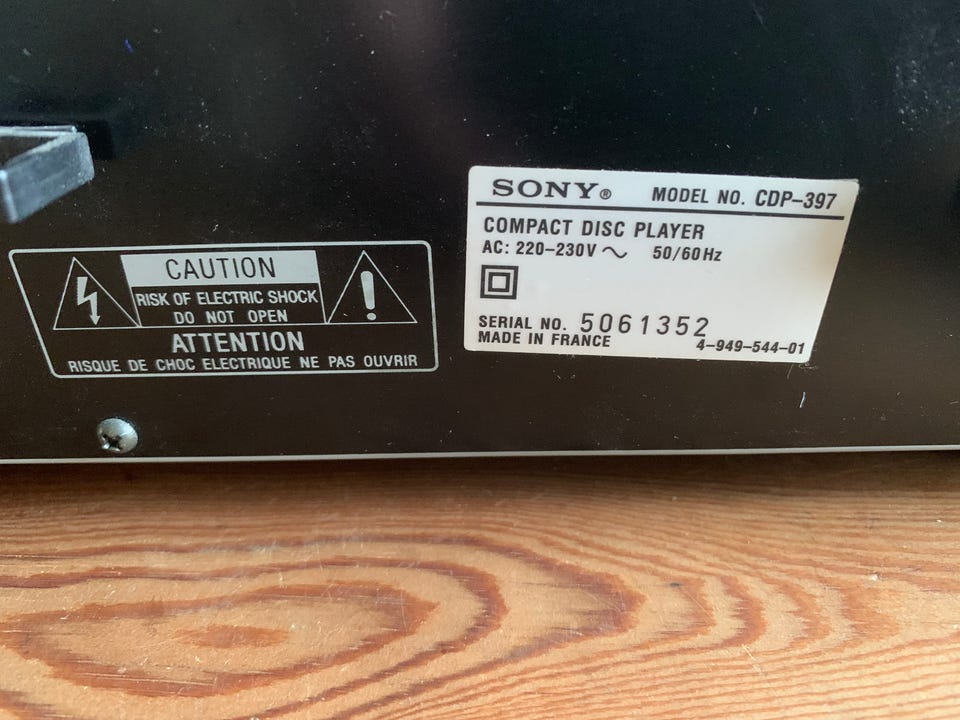 CAUTION
RISK OF ELECTRIC SHOCK
DO NOT OPEN
ATTENTION
RISQUE DE CHOC ELECTRIQUE NE PAS OUVRIR
SONY® MODEL NO. CDP-397
COMPACT DISC PLAYER
AC: 220-230V ~ 50/60Hz
SERIAL NO. 5061352
MADE IN FRANCE 4-949-544-01